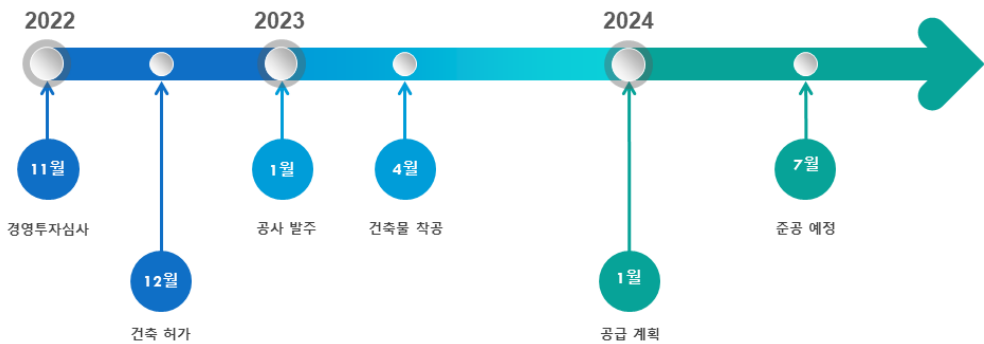 2022
2023
2024
11월
경영투자심사
12월
건축 허가
1월
공사 발주
4월
건축물 착공
1월
공급 계획
7월
준공 예정